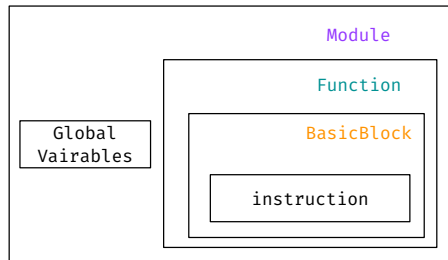 Module
Function
Global
Vairables
BasicBlock
instruction